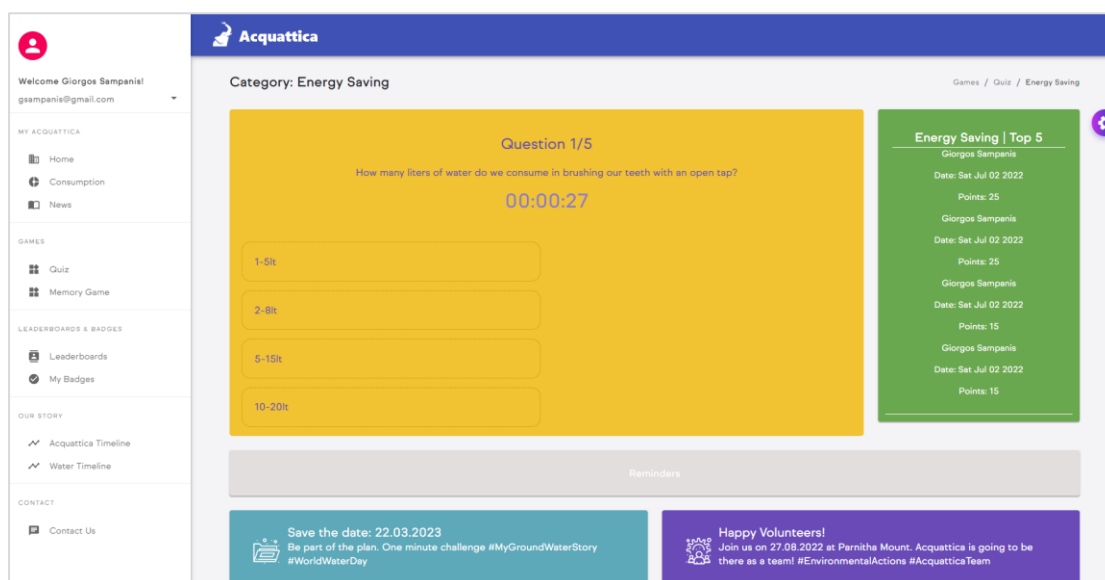 Acquattica
Welcome Giorgos Sampanis!
gsampanis@gmail.com
MY ACQUATTICA
Home
Consumption
News
GAMES
Quiz
Memory Game
LEADERBOARDS & BADGES
Leaderboards
My Badges
OUR STORY
Acquattica Timeline
Water Timeline
CONTACT
Contact Us
Category: Energy Saving
Games / Quiz / Energy Saving
Question 1/5
How many liters of water do we consume in brushing our teeth with an open tap?
00:00:27
1-5lt
2-8lt
5-15lt
10-20lt
Energy Saving | Top 5
Giorgos Sampanis
Date: Sat Jul 02 2022
Points: 25
Giorgos Sampanis
Date: Sat Jul 02 2022
Points: 25
Giorgos Sampanis
Date: Sat Jul 02 2022
Points: 15
Giorgos Sampanis
Date: Sat Jul 02 2022
Points: 15
Reminders
Save the date: 22.03.2023
Be part of the plan. One minute challenge #MyGroundWaterStory
#WorldWaterDay
Happy Volunteers!
Join us on 27.08.2022 at Parnitha Mount. Acquattica is going to be
there as a team! #EnvironmentalActions #AcquatticaTeam